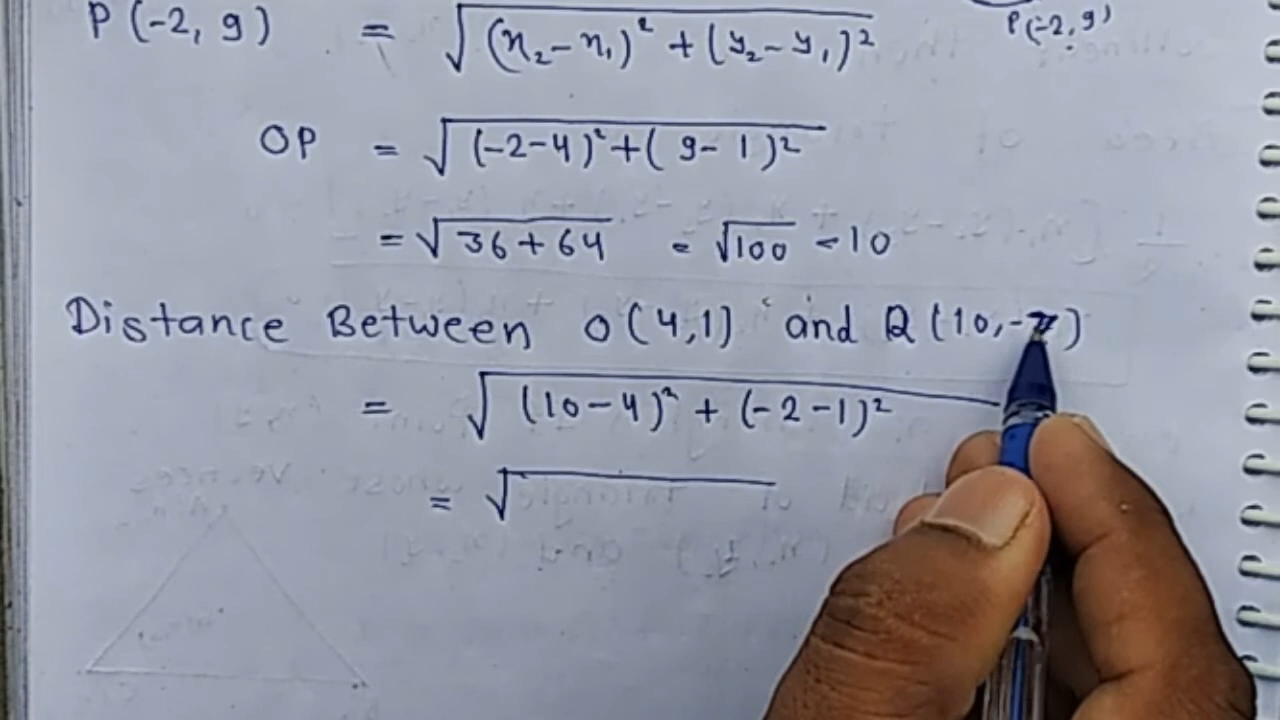 P(-2, 9) = √(x₂-x₁)² + (y₂-y₁)²
P(-2, 9)
OP = √(-2-4)² + (9-1)²
= √36+64 = √100 = 10
Distance Between O(4,1) and Q(10,-7)
= √(10-4)² + (-2-1)²
= √